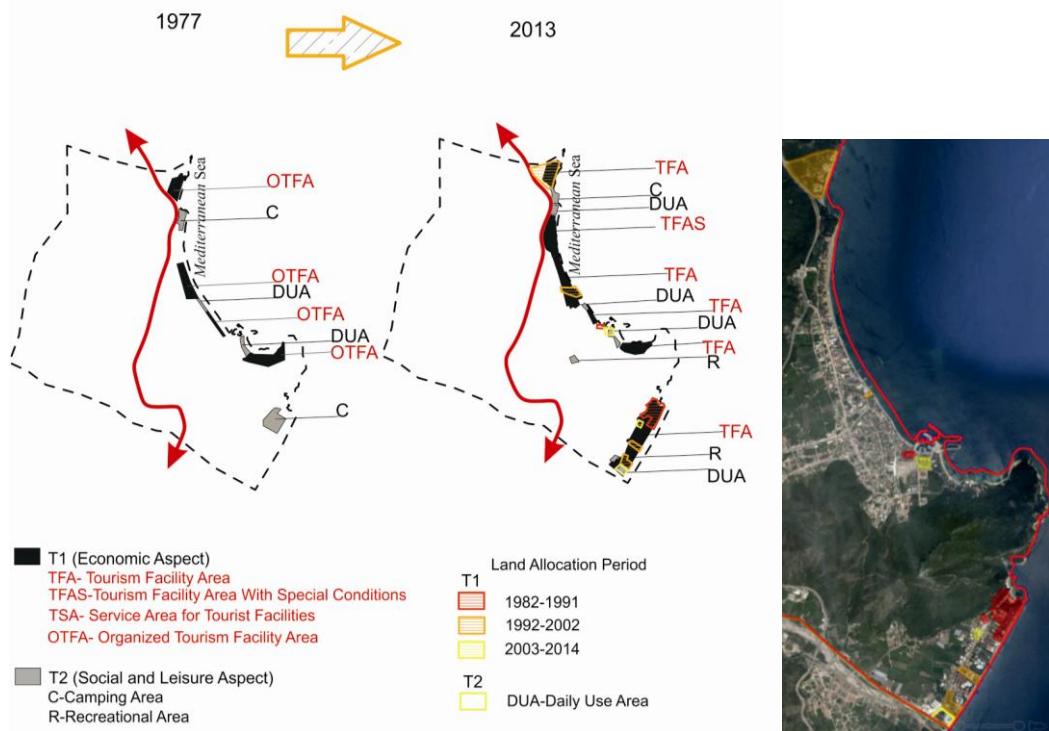 1977
2013
Mediterranean Sea
OTFA
C
OTFA
DUA
OTFA
DUA
OTFA
C
Mediterranean Sea
TFA
C
DUA
TFAS
TFA
DUA
TFA
DUA
TFA
R
TFA
R
DUA
T1 (Economic Aspect)
TFA- Tourism Facility Area
TFAS-Tourism Facility Area With Special Conditions
TSA- Service Area for Tourist Facilities
OTFA- Organized Tourism Facility Area
T2 (Social and Leisure Aspect)
C-Camping Area
R-Recreational Area
Land Allocation Period
T1
1982-1991
1992-2002
2003-2014
T2
DUA-Daily Use Area